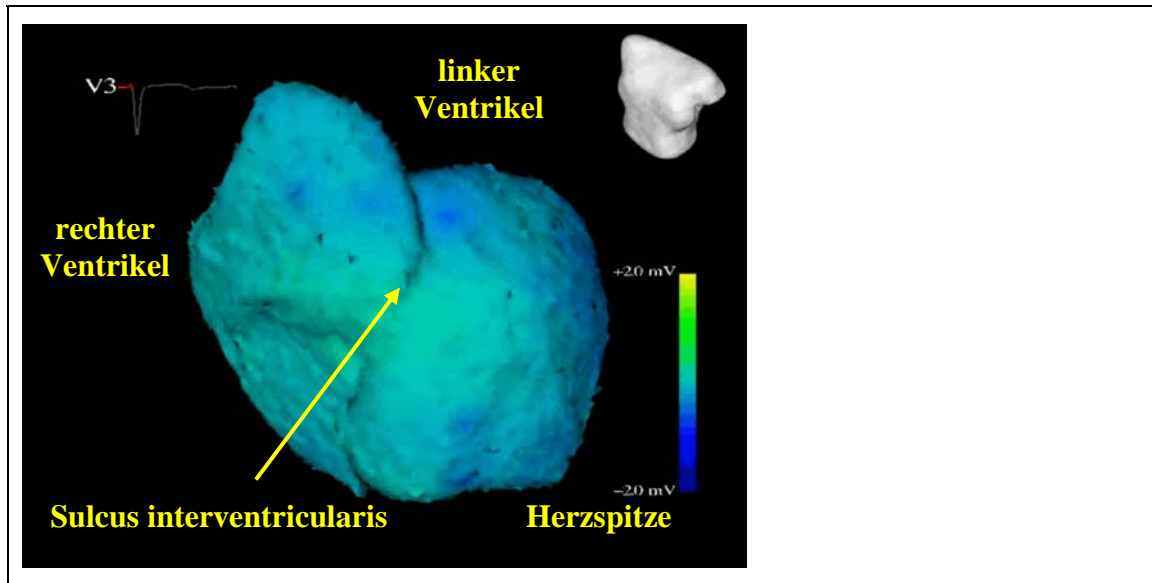 V3
linker
Ventrikel
rechter
Ventrikel
+2.0 mV
−2.0 mV
Sulcus interventricularis
Herzspitze